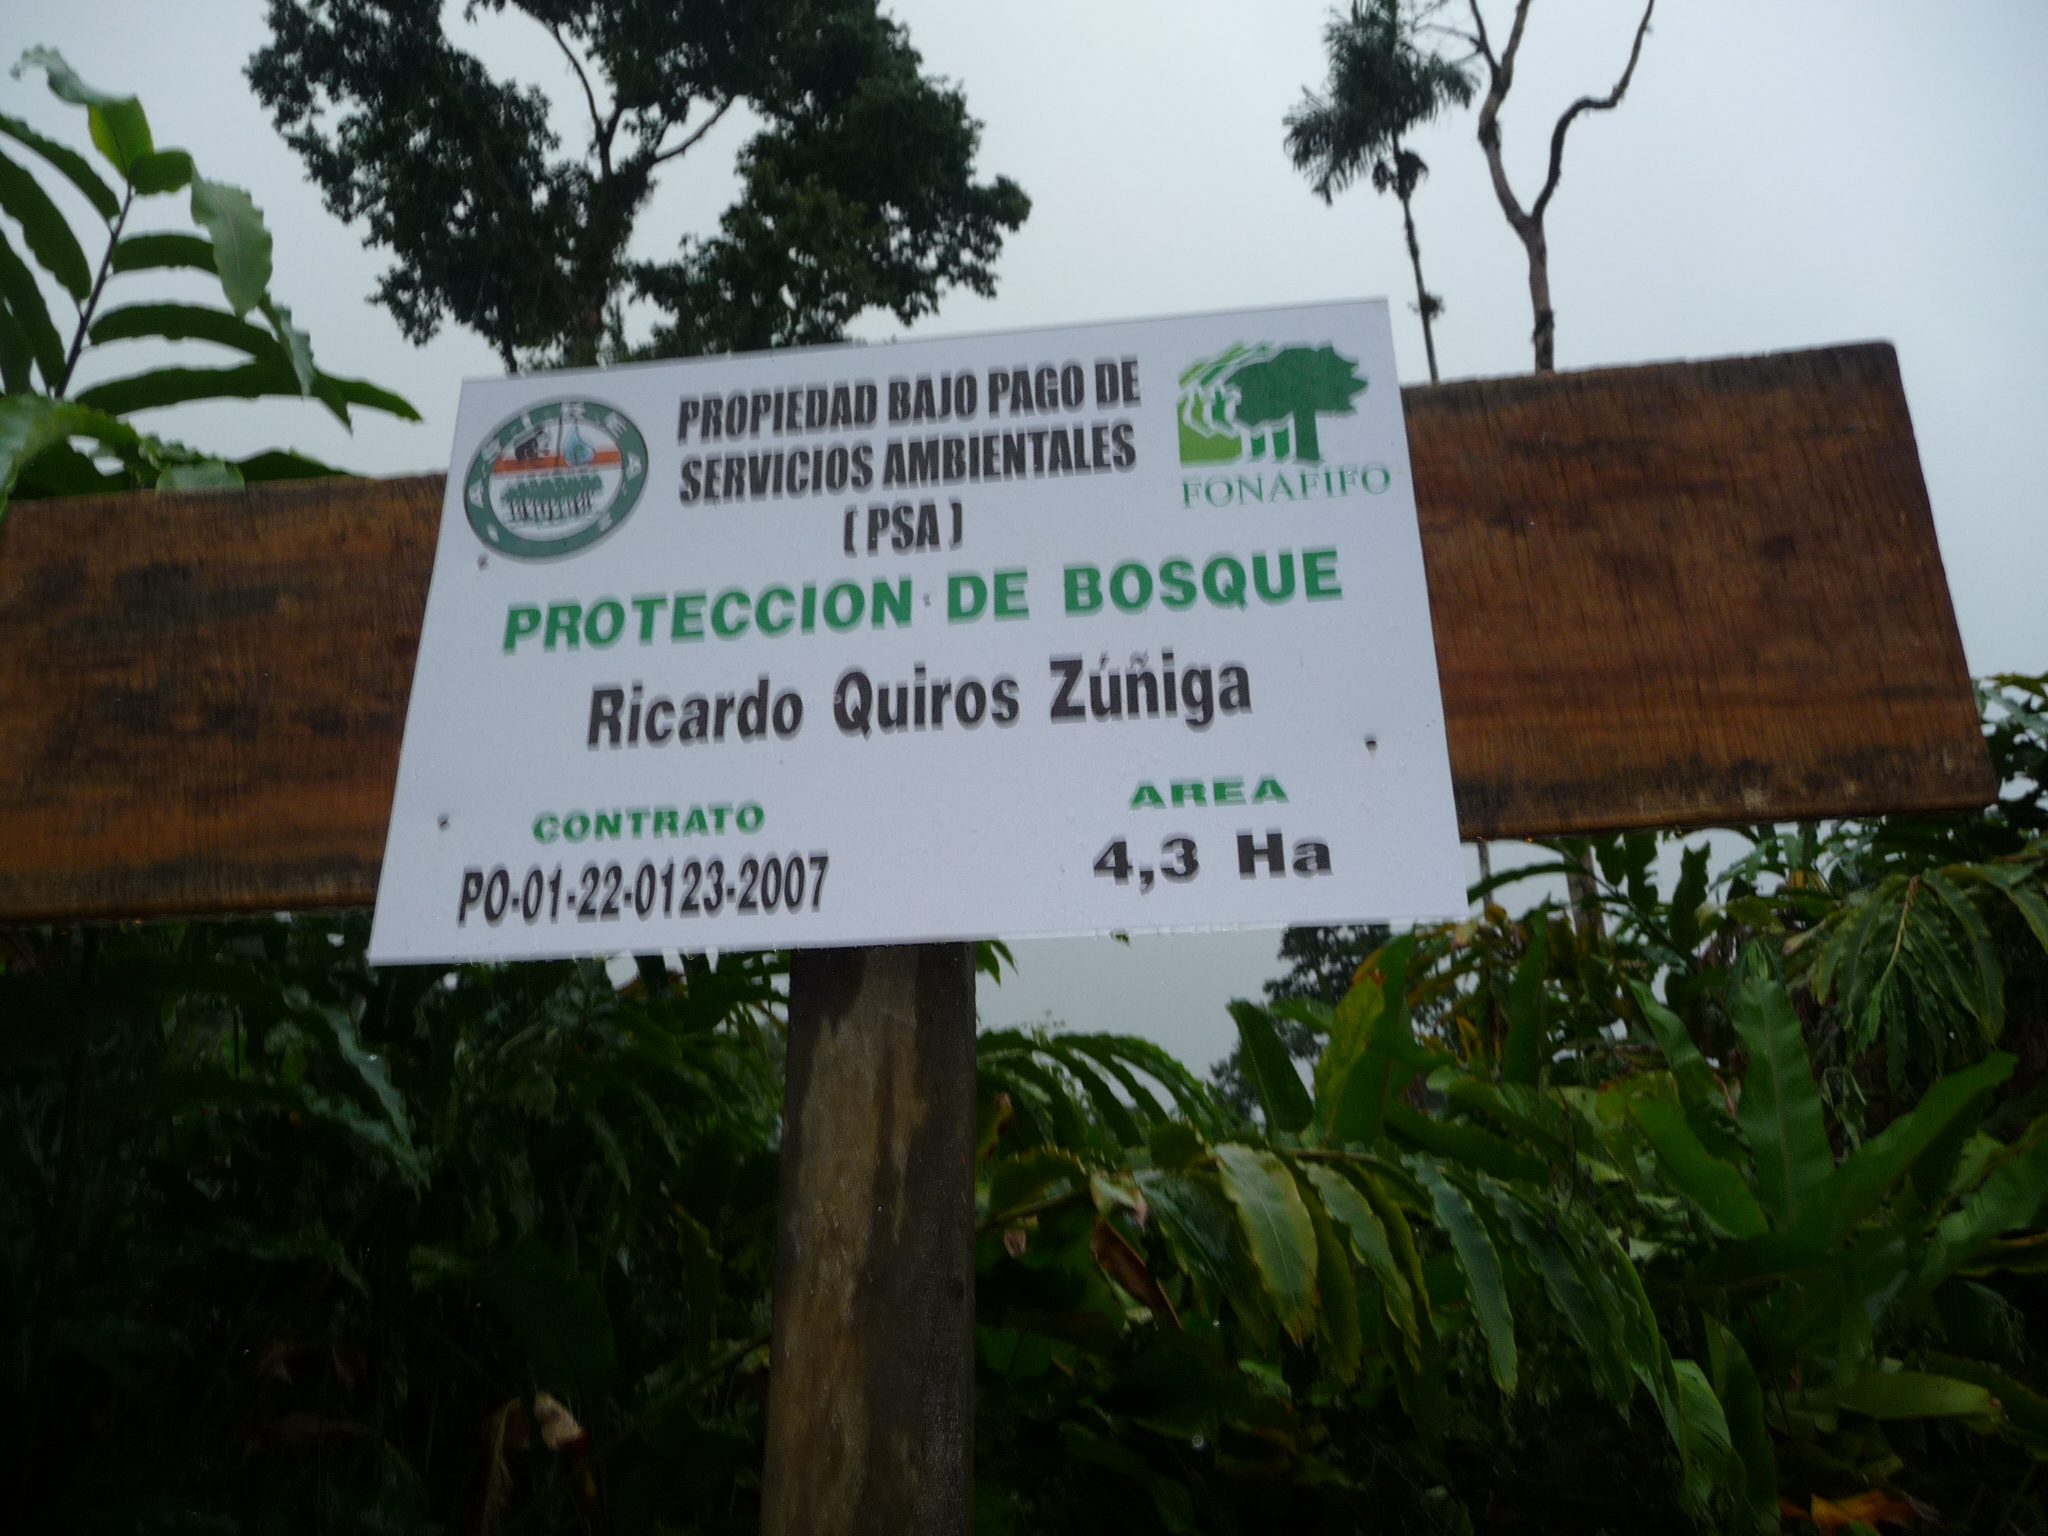 PROPIEDAD BAJO PAGO DE
SERVICIOS AMBIENTALES
( PSA )
FONAFIFO
PROTECCION DE BOSQUE
Ricardo Quiros Zúñiga
CONTRATO
PO-01-22-0123-2007
AREA
4,3 Ha